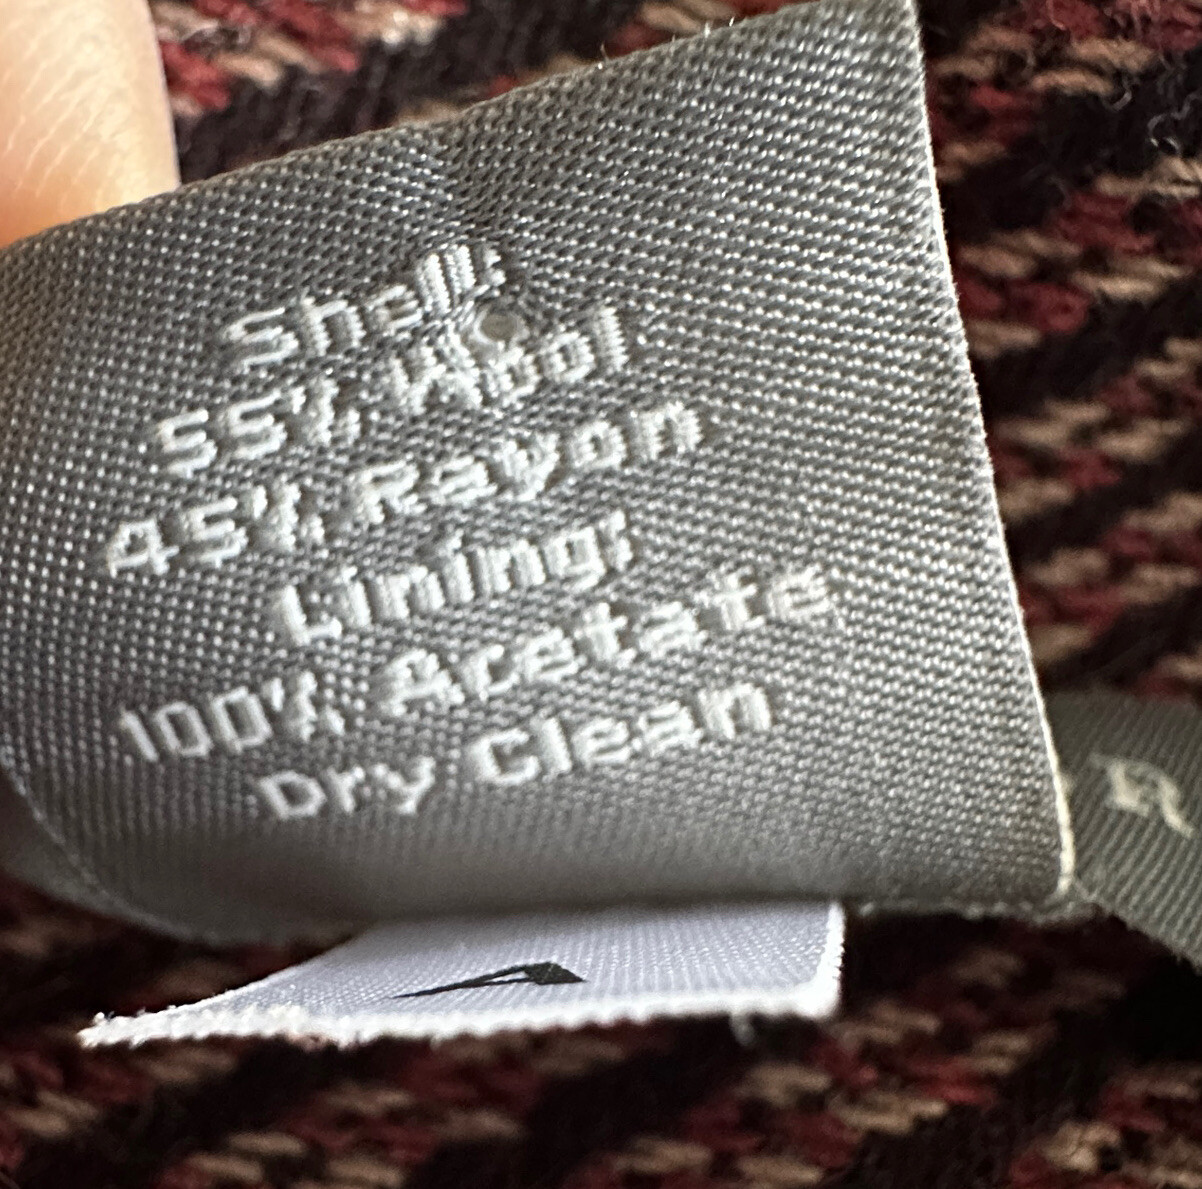 Shell:
55% Wool
45% Rayon
Lining:
100% Acetate
Dry Clean
R